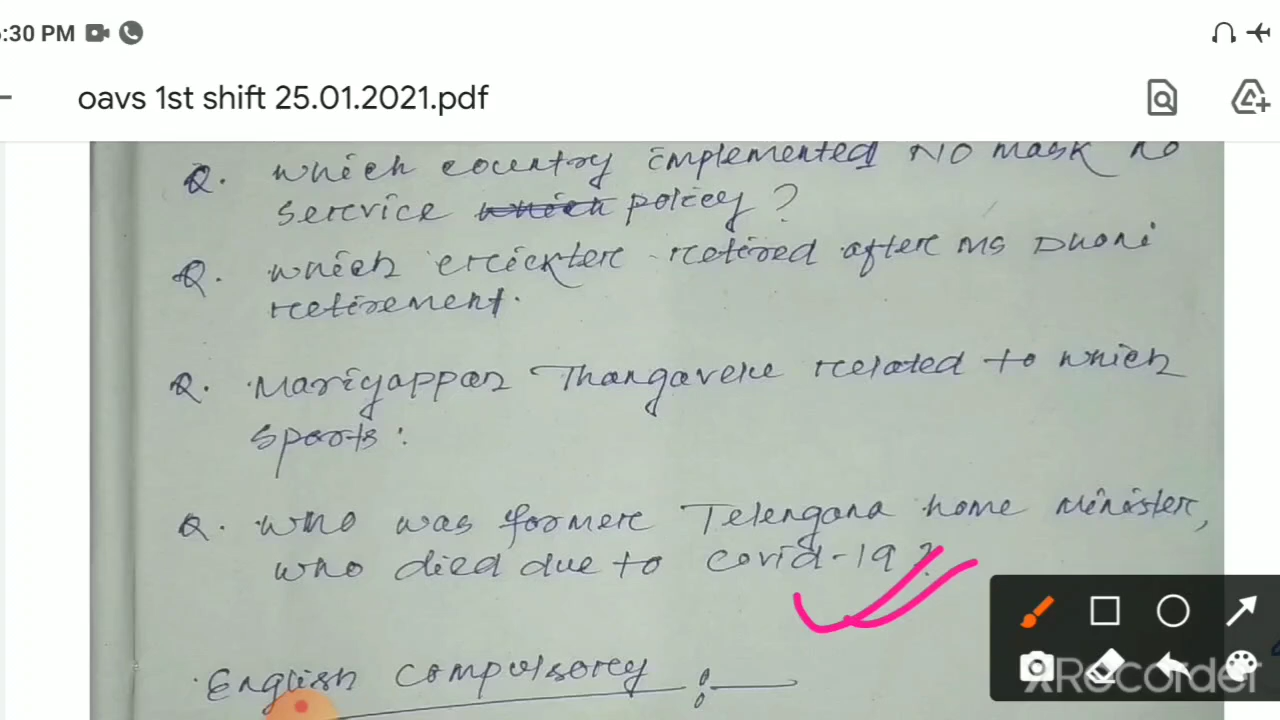 :30 PM
oavs 1st shift 25.01.2021.pdf
Q. which country implemented NO mask no
service which policy?
Q. which cricketer retired after MS Dhoni
retirement.
Q. Mariyappan Thangavelu related to which
sports:
Q. who was former Telengana home Minister,
who died due to covid-19?
English compulsory :—
XRecorder